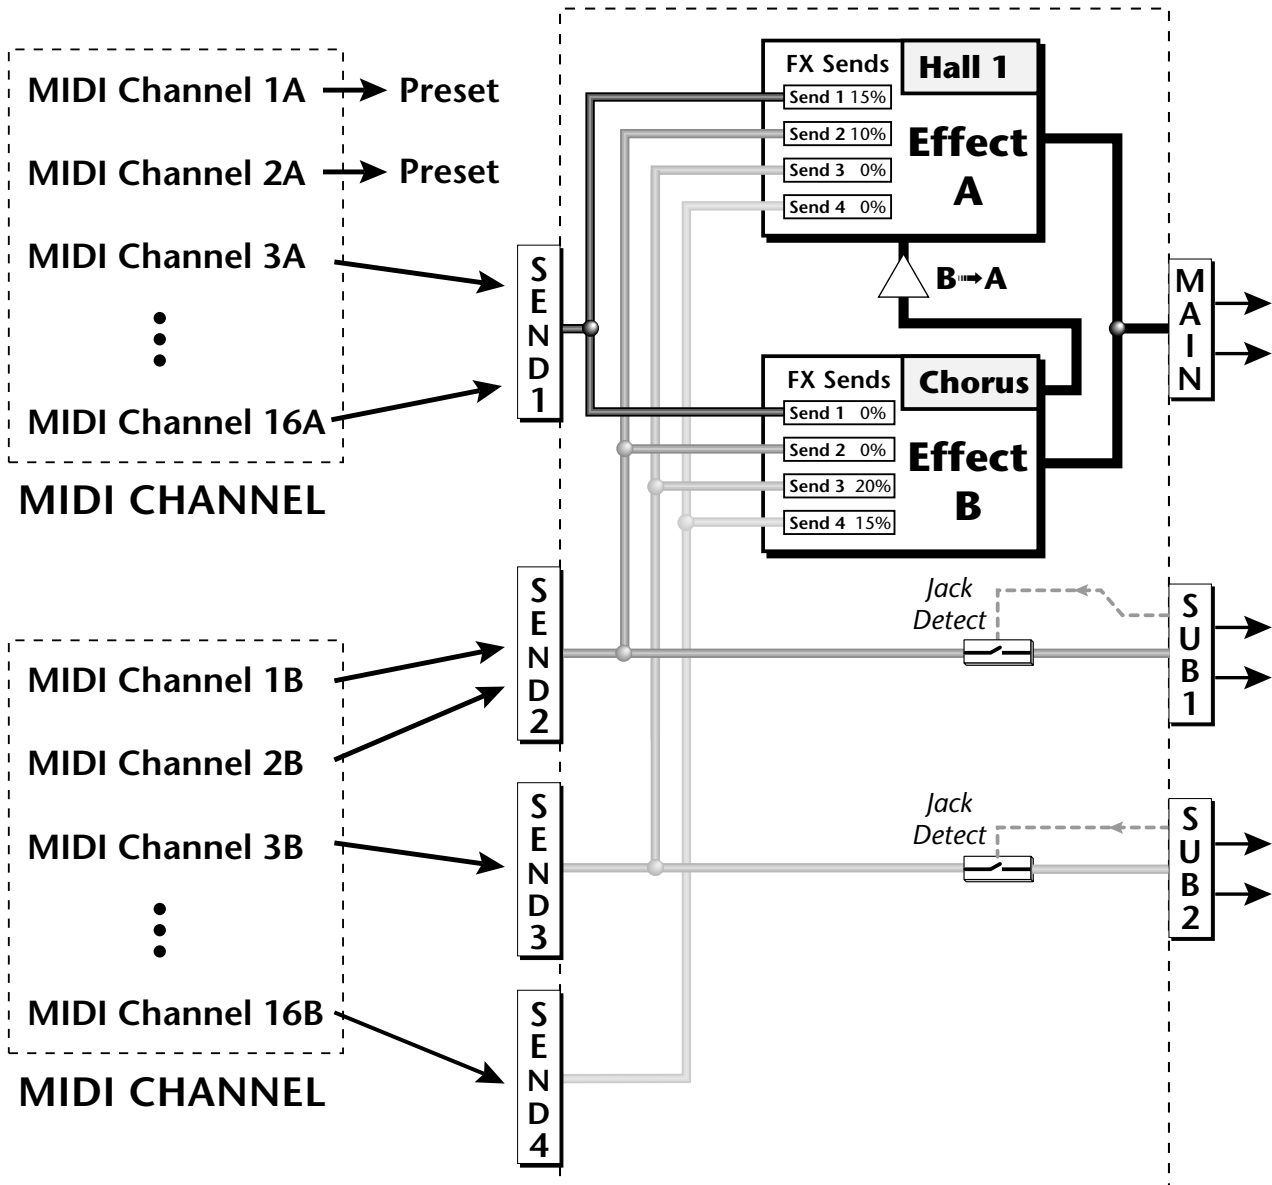 MIDI Channel 1A
Preset
MIDI Channel 2A
Preset
MIDI Channel 3A
MIDI Channel 16A
MIDI CHANNEL
SEND1
FX Sends
Hall 1
Send 1 15%
Send 2 10%
Send 3 0%
Send 4 0%
Effect
A
B➟A
FX Sends
Chorus
Send 1 0%
Send 2 0%
Send 3 20%
Send 4 15%
Effect
B
MAIN
MIDI Channel 1B
MIDI Channel 2B
MIDI Channel 3B
MIDI Channel 16B
MIDI CHANNEL
SEND2
Jack
Detect
SUB1
SEND3
Jack
Detect
SUB2
SEND4